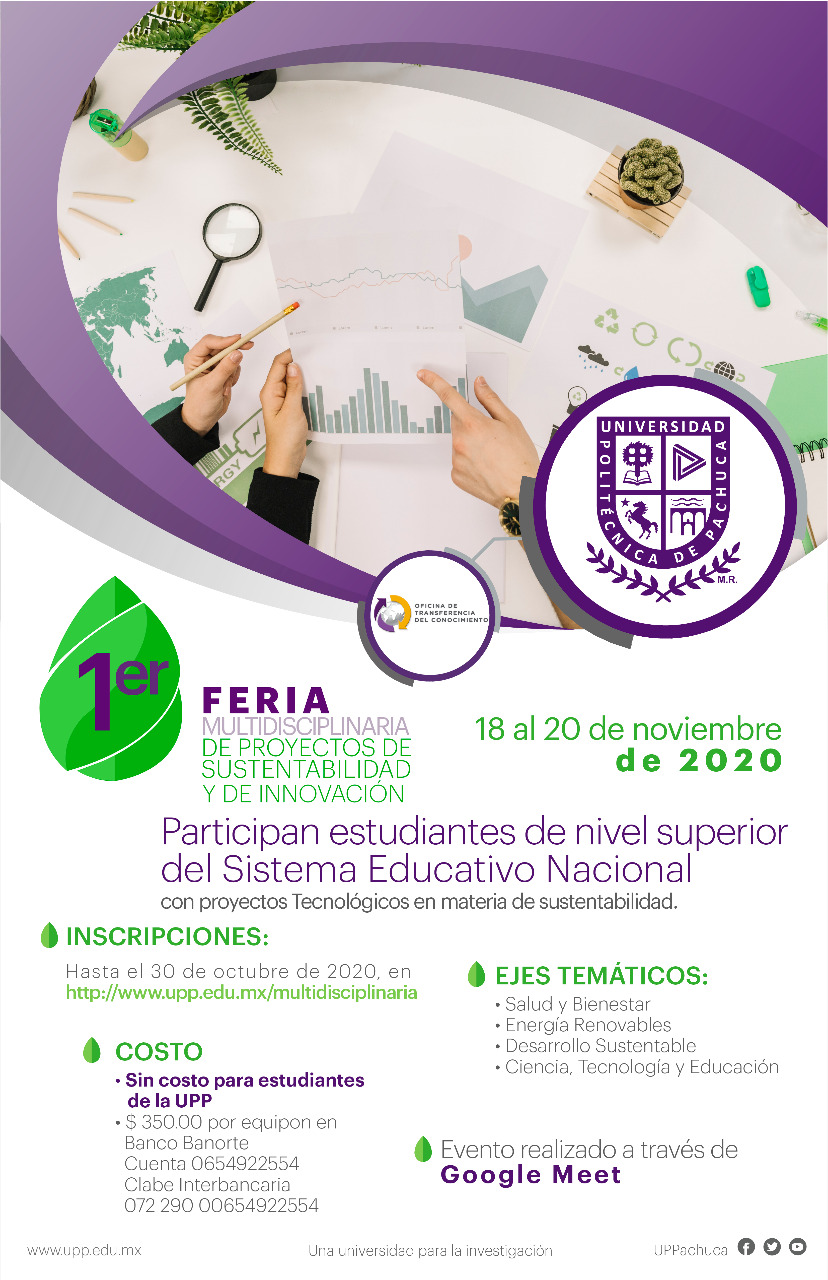 ERGY
UNIVERSIDAD
POLITÉCNICA DE PACHUCA
M.R.
OFICINA DE
TRANSFERENCIA
DEL CONOCIMIENTO
1er
FERIA
MULTIDISCIPLINARIA
DE PROYECTOS DE
SUSTENTABILIDAD
Y DE INNOVACIÓN
18 al 20 de noviembre
de 2020
Participan estudiantes de nivel superior
del Sistema Educativo Nacional
con proyectos Tecnológicos en materia de sustentabilidad.
INSCRIPCIONES:
Hasta el 30 de octubre de 2020, en
http://www.upp.edu.mx/multidisciplinaria
COSTO
• Sin costo para estudiantes
de la UPP
• $ 350.00 por equipon en
Banco Banorte
Cuenta 0654922554
Clabe Interbancaria
072 290 00654922554
EJES TEMÁTICOS:
• Salud y Bienestar
• Energía Renovables
• Desarrollo Sustentable
• Ciencia, Tecnología y Educación
Evento realizado a través de
Google Meet
www.upp.edu.mx
Una universidad para la investigación
UPPachuca